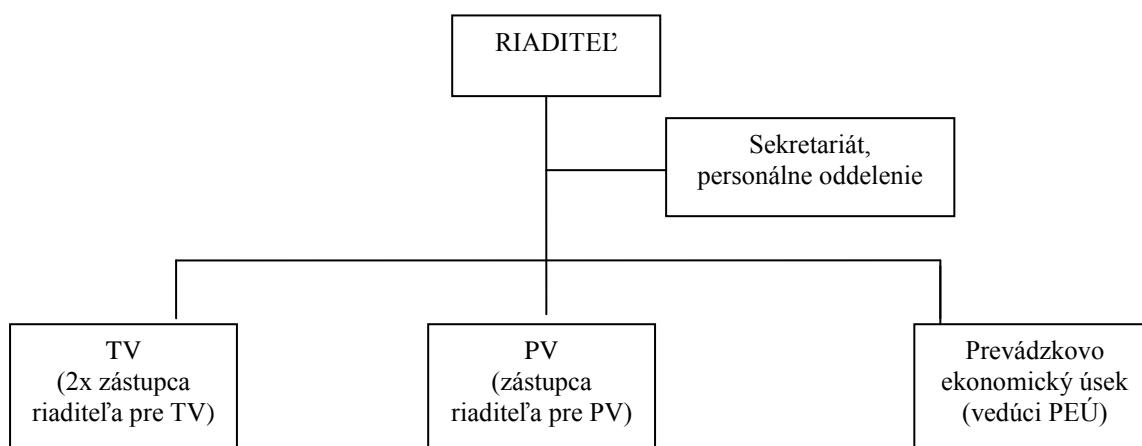 RIADITEĽ
Sekretariát,
personálne oddelenie
TV
(2x zástupca
riaditeľa pre TV)
PV
(zástupca
riaditeľa pre PV)
Prevádzkovo
ekonomický úsek
(vedúci PEÚ)